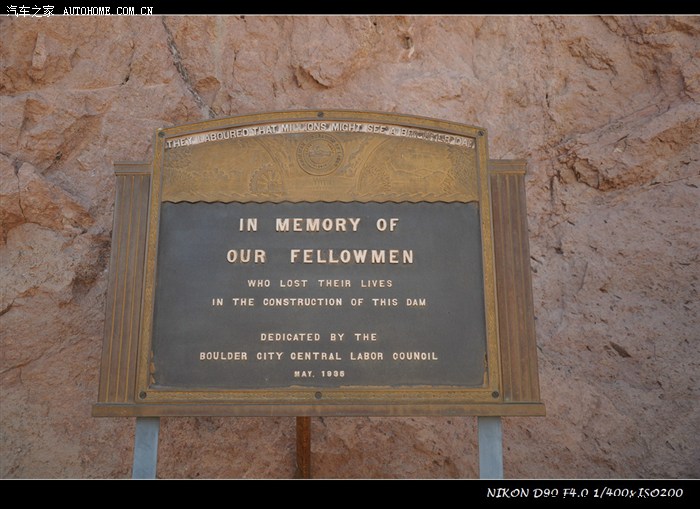 汽车之家 AUTOHOME.COM.CN
THEY LABOURED THAT MILLIONS MIGHT SEE A
IN MEMORY OF
OUR FELLOWMEN
WHO LOST THEIR LIVES
IN THE CONSTRUCTION OF THIS DAM
DEDICATED BY THE
BOULDER CITY CENTRAL LABOR COUNCIL
MAY, 1935
NIKON D90 F4.0 1/400s ISO200